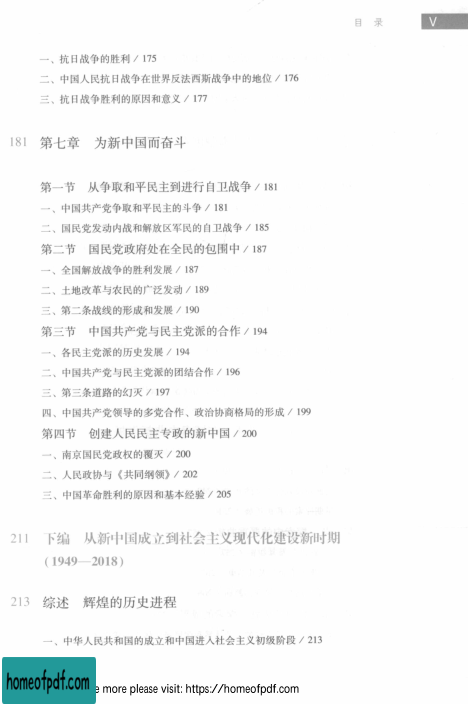 目 录 V
一、抗日战争的胜利 / 175
二、中国人民抗日战争在世界反法西斯战争中的地位 / 176
三、抗日战争胜利的原因和意义 / 177
181 第七章 为新中国而奋斗
第一节 从争取和平民主到进行自卫战争 / 181
一、中国共产党争取和平民主的斗争 / 181
二、国民党发动内战和解放区军民的自卫战争 / 185
第二节 国民党政府处在全民的包围中 / 187
一、全国解放战争的胜利发展 / 187
二、土地改革与农民的广泛发动 / 189
三、第二条战线的形成和发展 / 190
第三节 中国共产党与民主党派的合作 / 194
一、各民主党派的历史发展 / 194
二、中国共产党与民主党派的团结合作 / 196
三、第三条道路的幻灭 / 197
四、中国共产党领导的多党合作、政治协商格局的形成 / 199
第四节 创建人民民主专政的新中国 / 200
一、南京国民党政权的覆灭 / 200
二、人民政协与《共同纲领》/ 202
三、中国革命胜利的原因和基本经验 / 205
211 下编 从新中国成立到社会主义现代化建设新时期
(1949—2018)
213 综述 辉煌的历史进程
一、中华人民共和国的成立和中国进入社会主义初级阶段 / 213
homeofpdf.com
e more please visit: https://homeofpdf.com